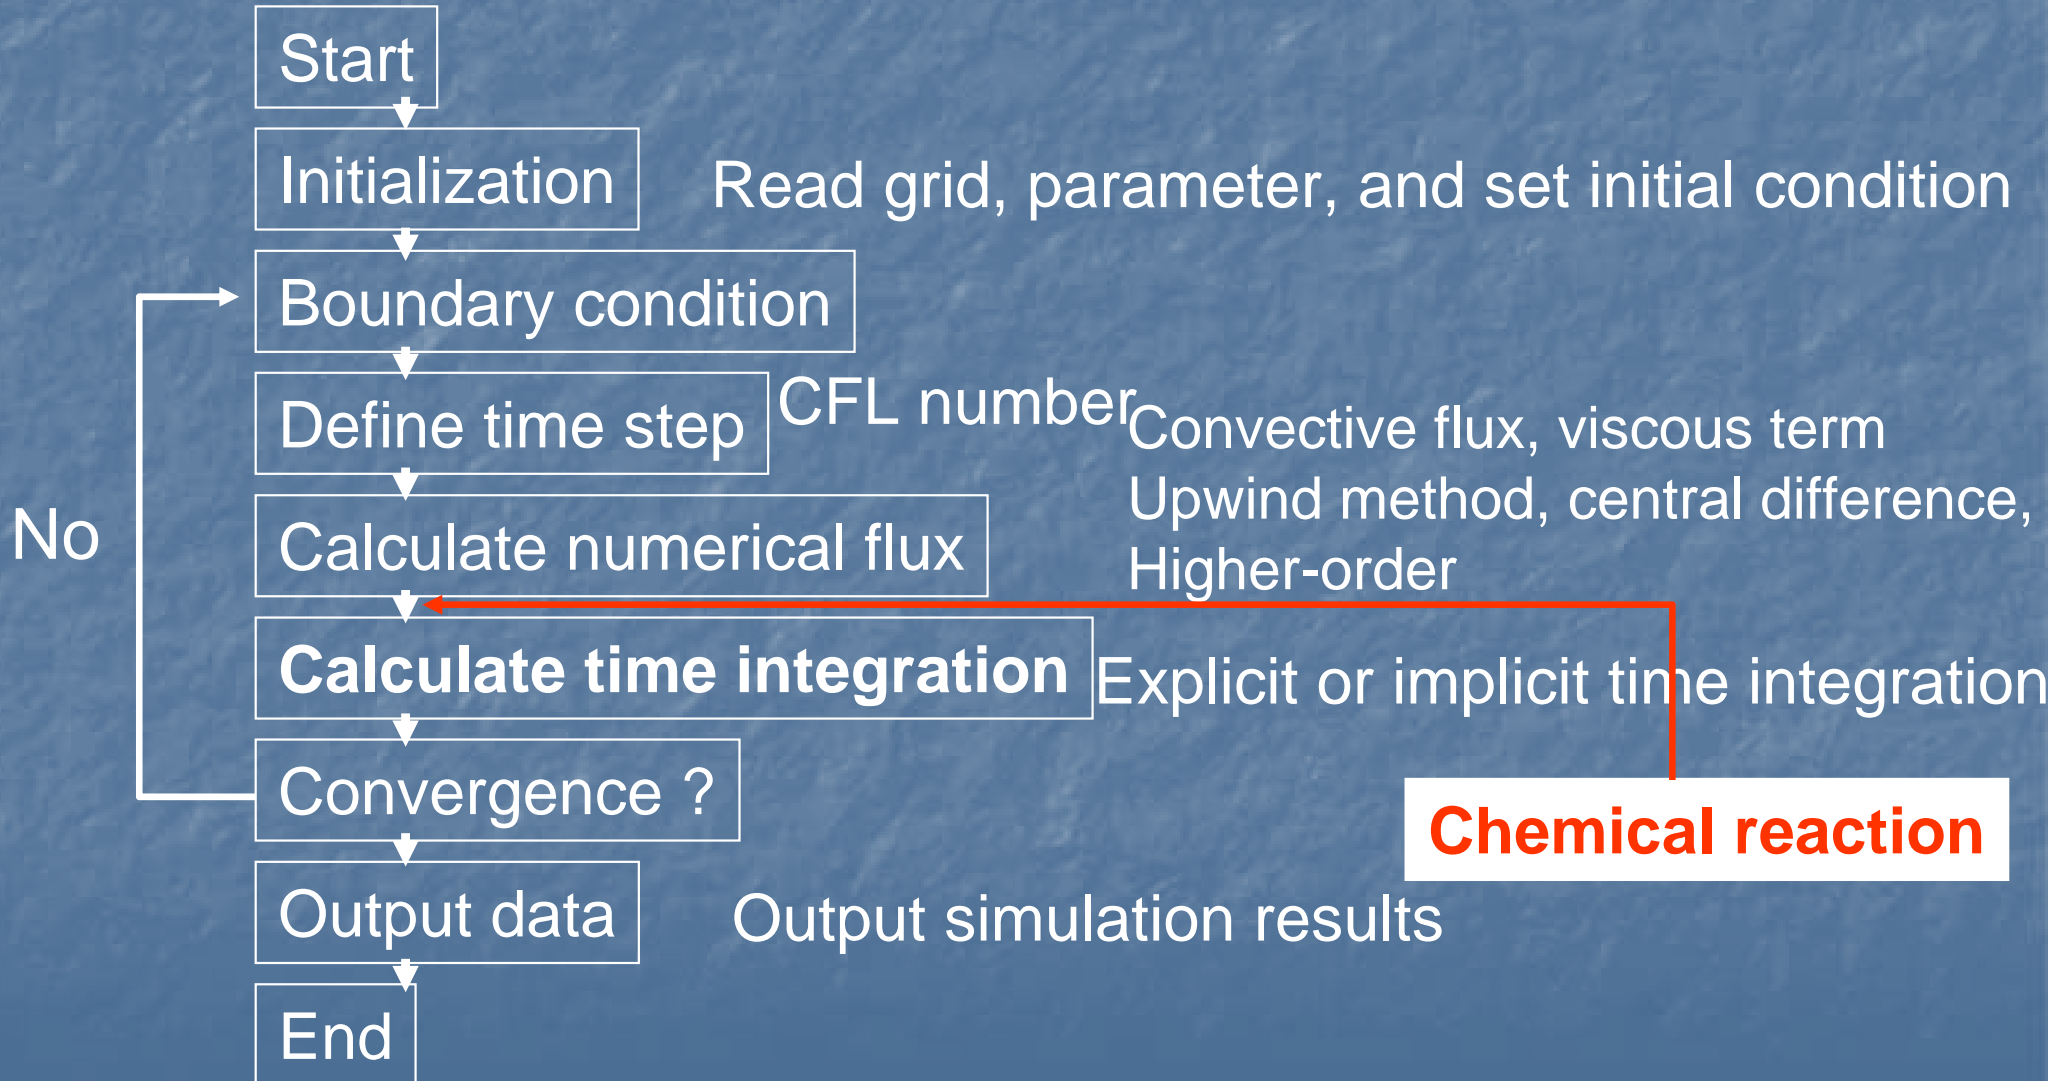 Start
Initialization
Read grid, parameter, and set initial condition
Boundary condition
Define time step
CFL number
Convective flux, viscous term
Upwind method, central difference,
Higher-order
No
Calculate numerical flux
Calculate time integration
Explicit or implicit time integration
Convergence ?
Chemical reaction
Output data
Output simulation results
End